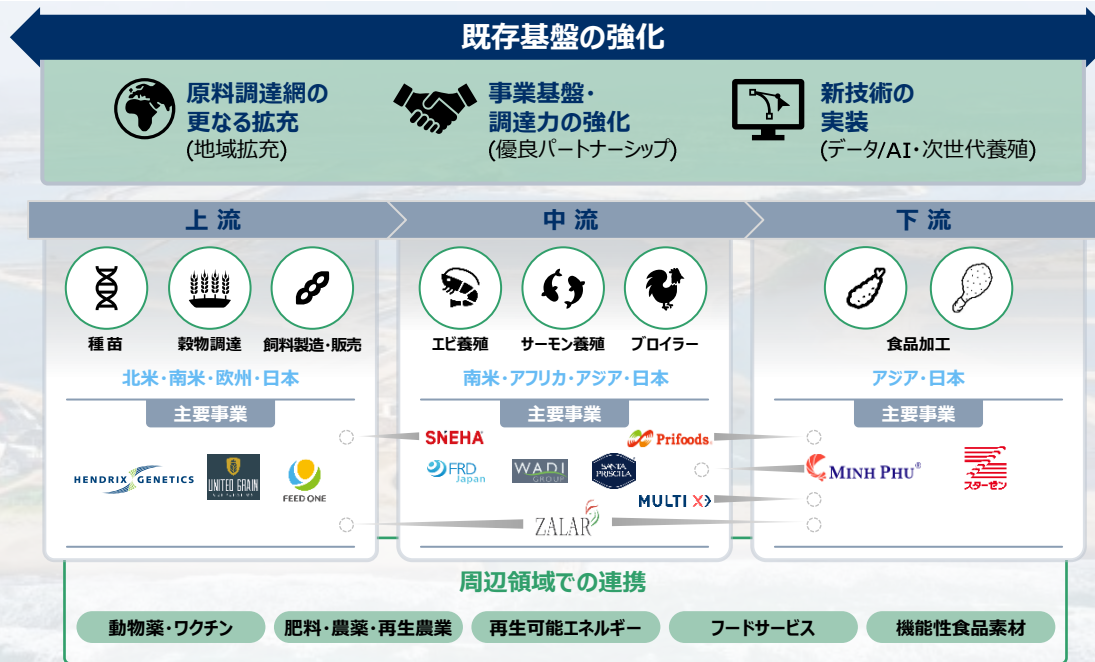 既存基盤の強化
原料調達網の
更なる拡充
(地域拡充)
事業基盤・
調達力の強化
(優良パートナーシップ)
新技術の
実装
(データ/AI・次世代養殖)
上流
中流
下流
種苗
穀物調達
飼料製造・販売
エビ養殖
サーモン養殖
ブロイラー
食品加工
北米・南米・欧州・日本
南米・アフリカ・アジア・日本
アジア・日本
主要事業
主要事業
主要事業
HENDRIX GENETICS
UNITED GRAIN
FEED ONE
SNEHA
Prifoods
FRD
Japan
WADI
GROUP
SANTA
PRISCILA
MULTI X
ZALAR
MINH PHU®
スターゼン
周辺領域での連携
動物薬・ワクチン
肥料・農薬・再生農業
再生可能エネルギー
フードサービス
機能性食品素材